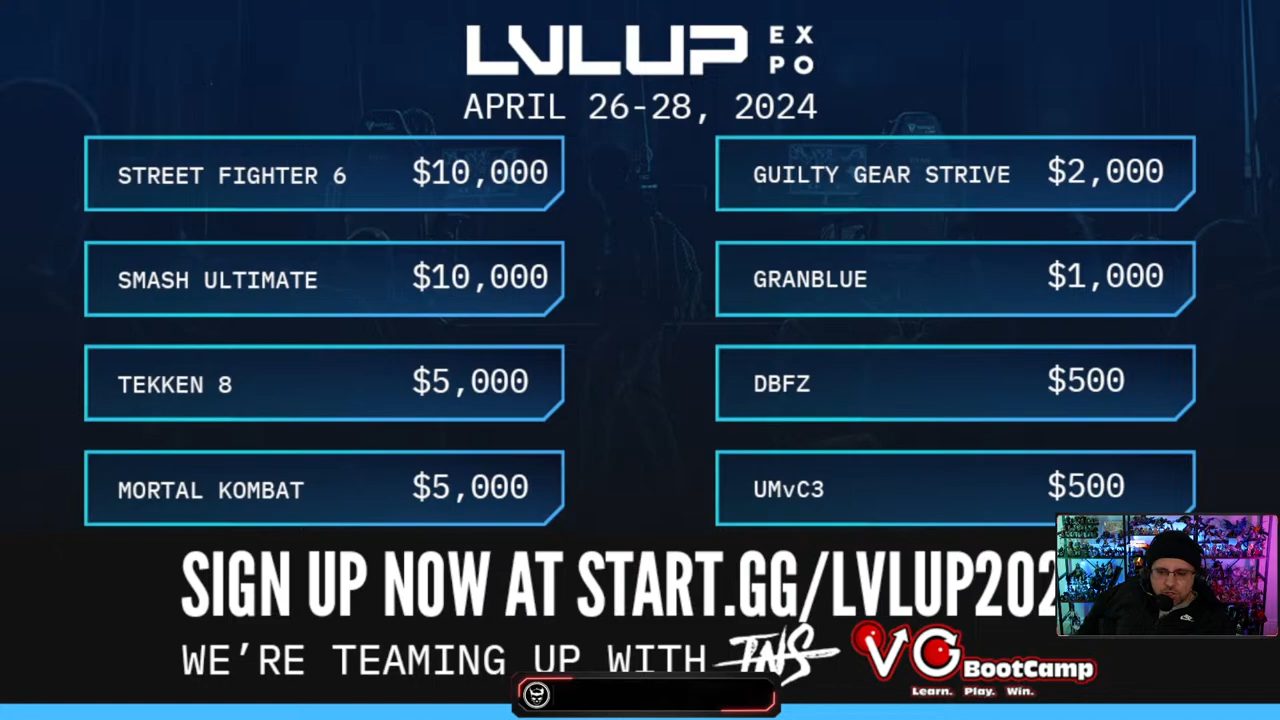 LVLUP EXPO
APRIL 26-28, 2024
STREET FIGHTER 6 $10,000
GUILTY GEAR STRIVE $2,000
SMASH ULTIMATE $10,000
GRANBLUE $1,000
TEKKEN 8 $5,000
DBFZ $500
MORTAL KOMBAT $5,000
UMvC3 $500
SIGN UP NOW AT START.GG/LVLUP202
WE'RE TEAMING UP WITH TNS VG BootCamp
Learn. Play. Win.